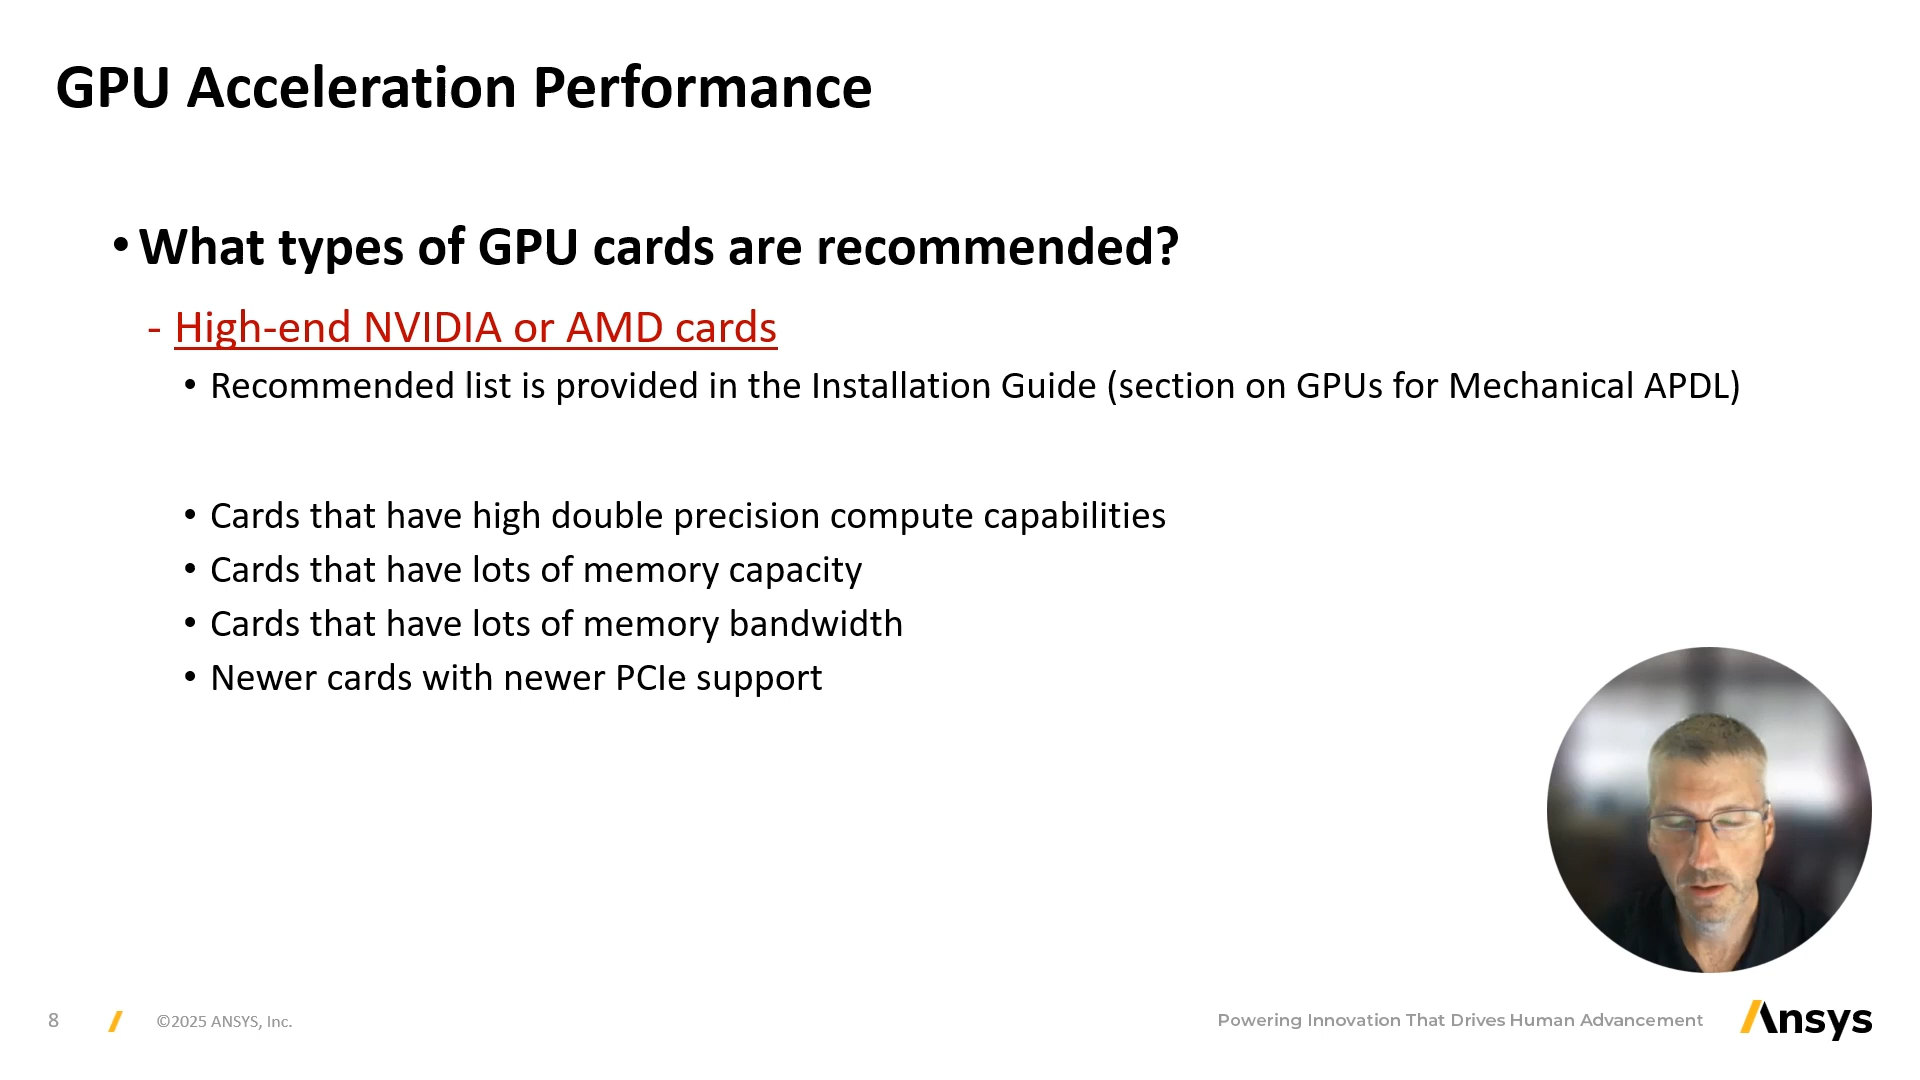 GPU Acceleration Performance
• What types of GPU cards are recommended?
- High-end NVIDIA or AMD cards
• Recommended list is provided in the Installation Guide (section on GPUs for Mechanical APDL)
• Cards that have high double precision compute capabilities
• Cards that have lots of memory capacity
• Cards that have lots of memory bandwidth
• Newer cards with newer PCIe support
8
©2025 ANSYS, Inc.
Powering Innovation That Drives Human Advancement
Ansys